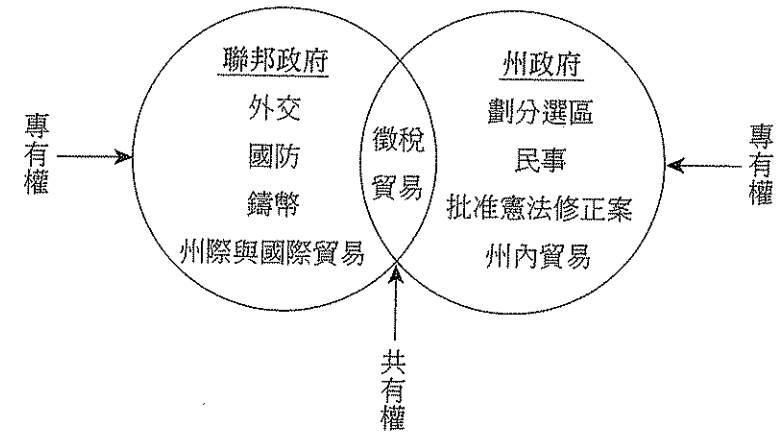 聯邦政府
外交
國防
鑄幣
州際與國際貿易
徵稅
貿易
州政府
劃分選區
民事
批准憲法修正案
州內貿易
專有權
專有權
共有權